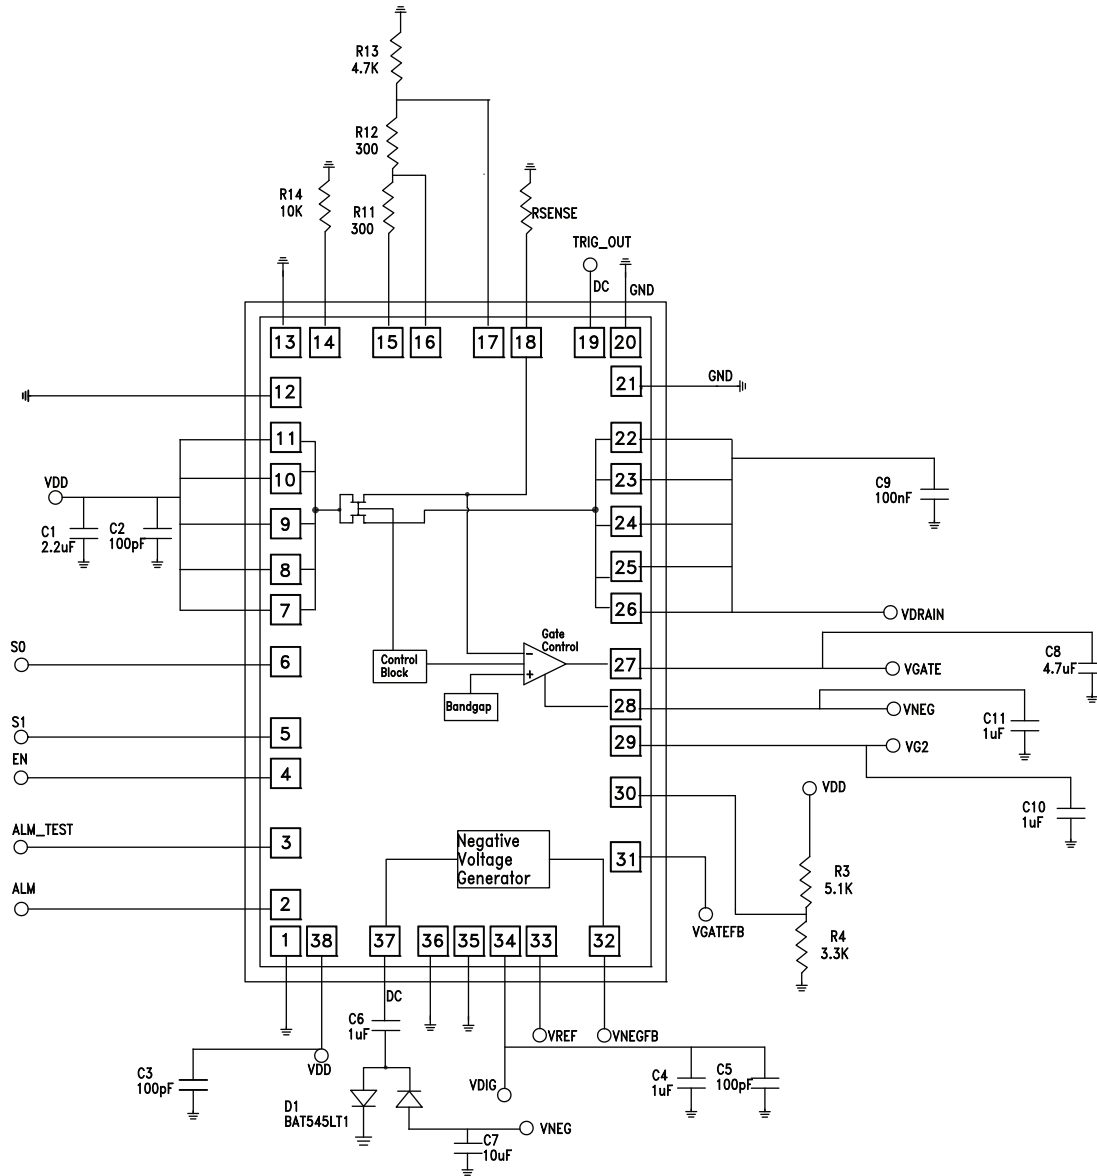 R13
4.7K
R12
300
R14
10K
R11
300
RSENSE
TRIG_OUT
DC
GND
13
14
15
16
17
18
19
20
12
21
GND
11
22
VDD
10
23
C9
100nF
C1
2.2uF
C2
100pF
9
24
8
25
7
26
VDRAIN
S0
6
Control
Block
Gate
Control
-
+
27
VGATE
C8
4.7uF
Bandgap
28
VNEG
S1
5
29
VG2
C11
1uF
EN
4
30
VDD
C10
1uF
ALM_TEST
3
Negative
Voltage
Generator
31
R3
5.1K
ALM
2
VGATEFB
R4
3.3K
1
38
37
36
35
34
33
32
DC
C6
1uF
VREF
VNEGFB
C3
100pF
VDD
VDIG
C4
1uF
C5
100pF
D1
BAT545LT1
VNEG
C7
10uF